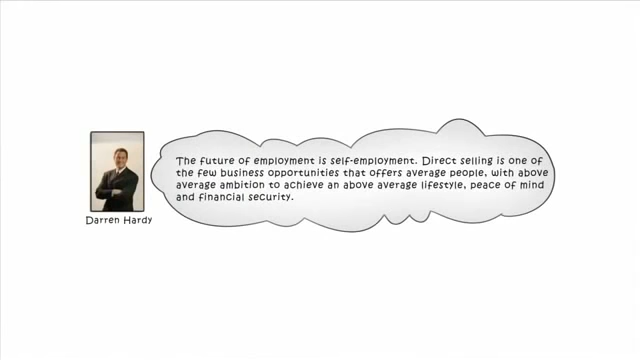 The future of employment is self-employment. Direct selling is one of
the few business opportunities that offers average people, with above
average ambition to achieve an above average lifestyle, peace of mind
and financial security.
Darren Hardy